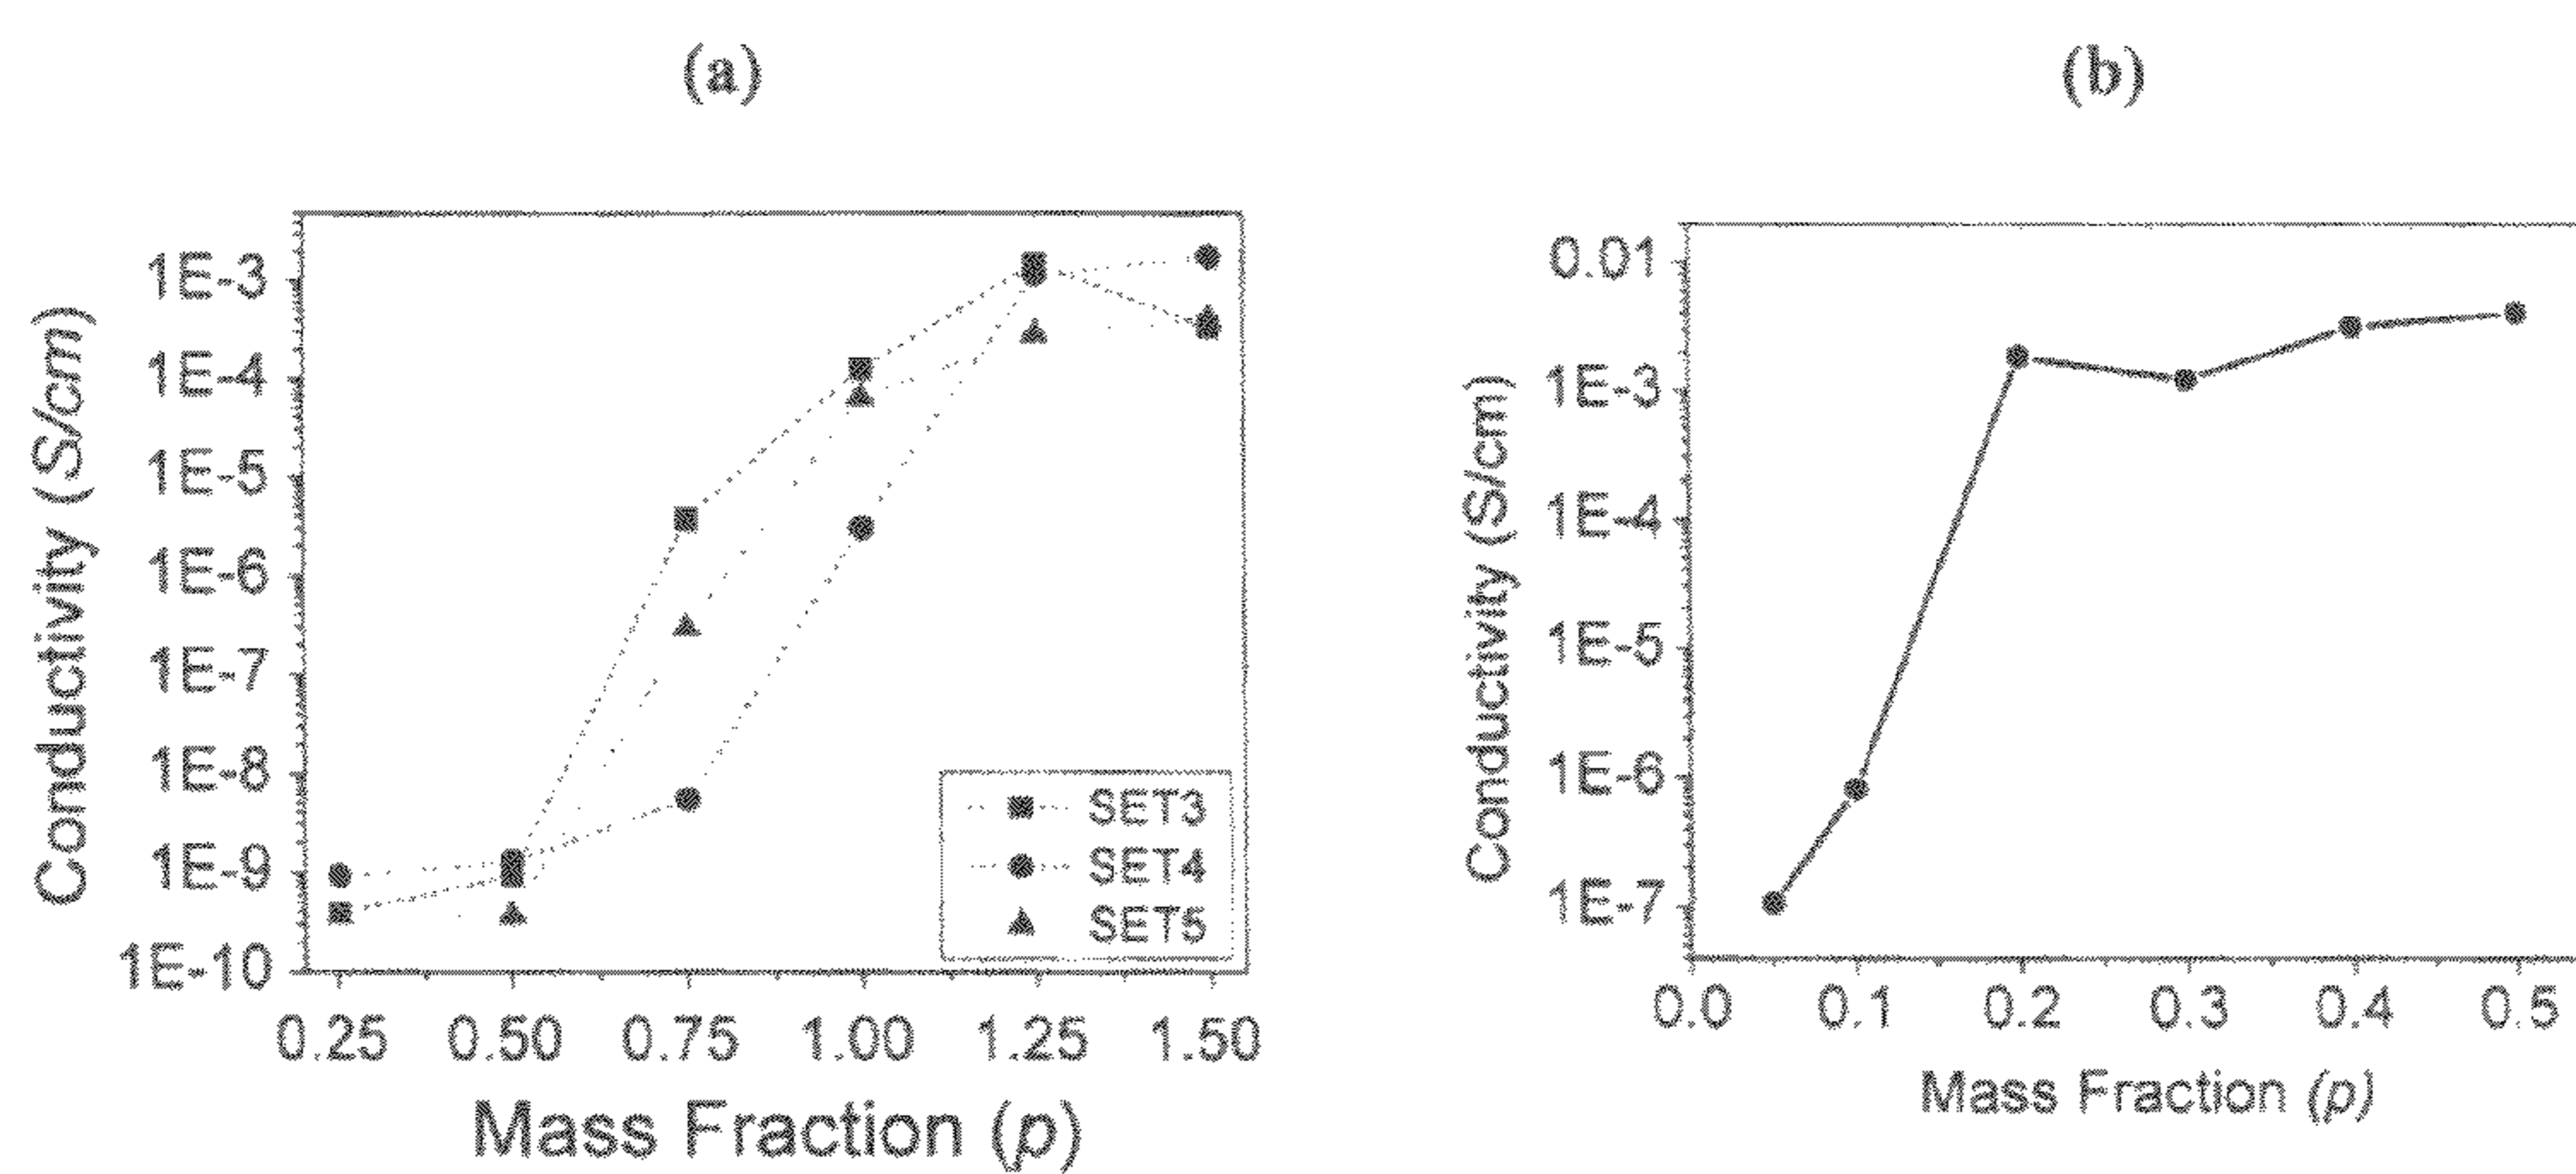 (a)
Conductivity (S/cm)
1E-3
1E-4
1E-5
1E-6
1E-7
1E-8
1E-9
1E-10
SET3
SET4
SET5
0.25 0.50 0.75 1.00 1.25 1.50
Mass Fraction (p)
(b)
Conductivity (S/cm)
0.01
1E-3
1E-4
1E-5
1E-6
1E-7
0.0 0.1 0.2 0.3 0.4 0.5
Mass Fraction (p)